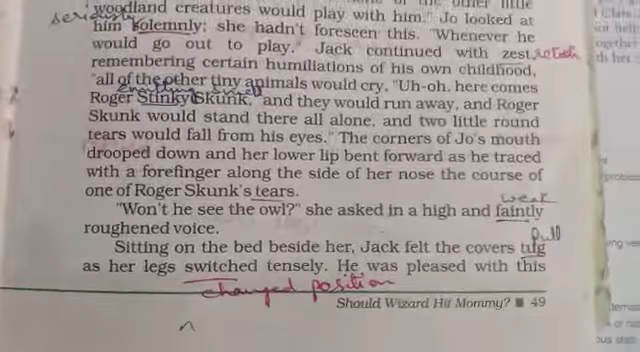 woodland creatures would play with him." Jo looked at
seriously
him solemnly; she hadn't foreseen this. "Whenever he
would go out to play." Jack continued with zest,
remembering certain humiliations of his own childhood,
"all of the other tiny animals would cry, "Uh-oh, here comes
Roger Stinky Skunk, and they would run away, and Roger
Skunk would stand there all alone, and two little round
tears would fall from his eyes." The corners of Jo's mouth
drooped down and her lower lip bent forward as he traced
with a forefinger along the side of her nose the course of
one of Roger Skunk's tears.
weak
"Won't he see the owl?" she asked in a high and faintly
roughened voice.
pull
Sitting on the bed beside her, Jack felt the covers tug
as her legs switched tensely. He was pleased with this
changed position
Should Wizard Hit Mommy? 49